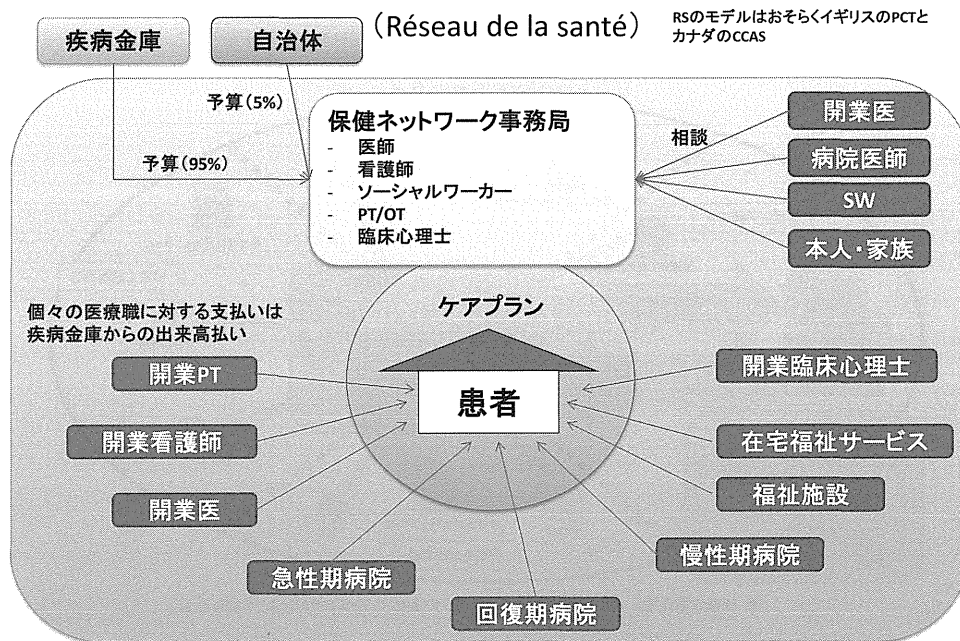 疾病金庫
自治体
(Réseau de la santé)
RSのモデルはおそらくイギリスのPCTと
カナダのCCAS
予算(5%)
予算(95%)
保健ネットワーク事務局
- 医師
- 看護師
- ソーシャルワーカー
- PT/OT
- 臨床心理士
相談
開業医
病院医師
SW
本人・家族
個々の医療職に対する支払いは
疾病金庫からの出来高払い
ケアプラン
患者
開業PT
開業看護師
開業医
急性期病院
回復期病院
慢性期病院
福祉施設
在宅福祉サービス
開業臨床心理士